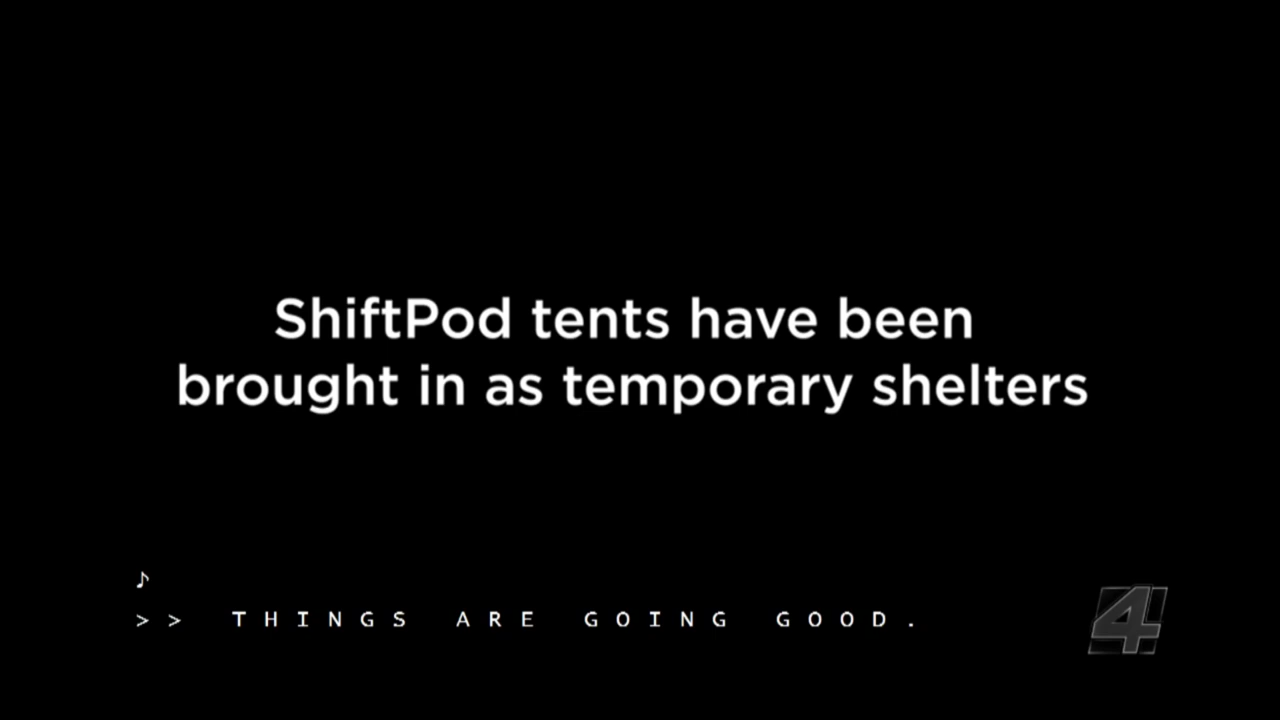 ShiftPod tents have been
brought in as temporary shelters
♪
>> THINGS ARE GOING GOOD.
4